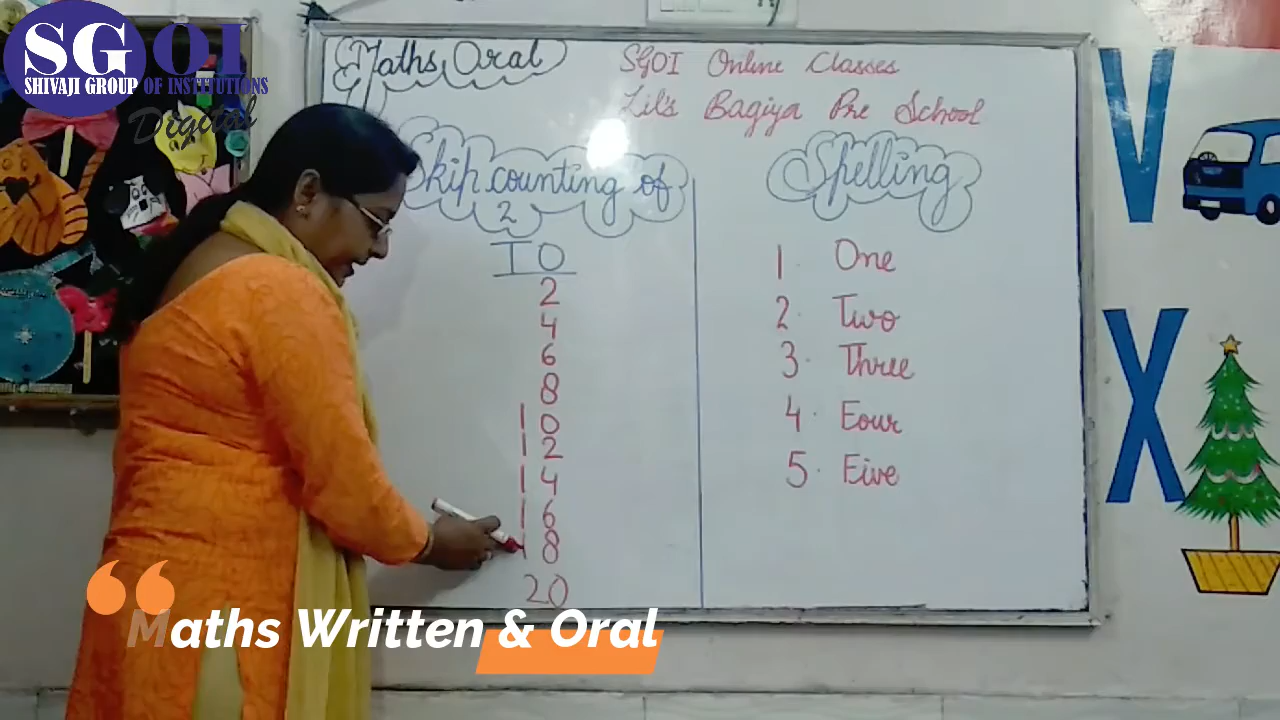 SGOI
SHIVAJI GROUP OF INSTITUTIONS
Digital
Maths Oral
SGOI Online Classes
Lil's Bagiya Pre School
Skip counting of
2
T O
2
4
6
8
10
12
14
16
18
20
Spelling
1. One
2. Two
3. Three
4. Four
5. Five
V
X
Maths Written & Oral